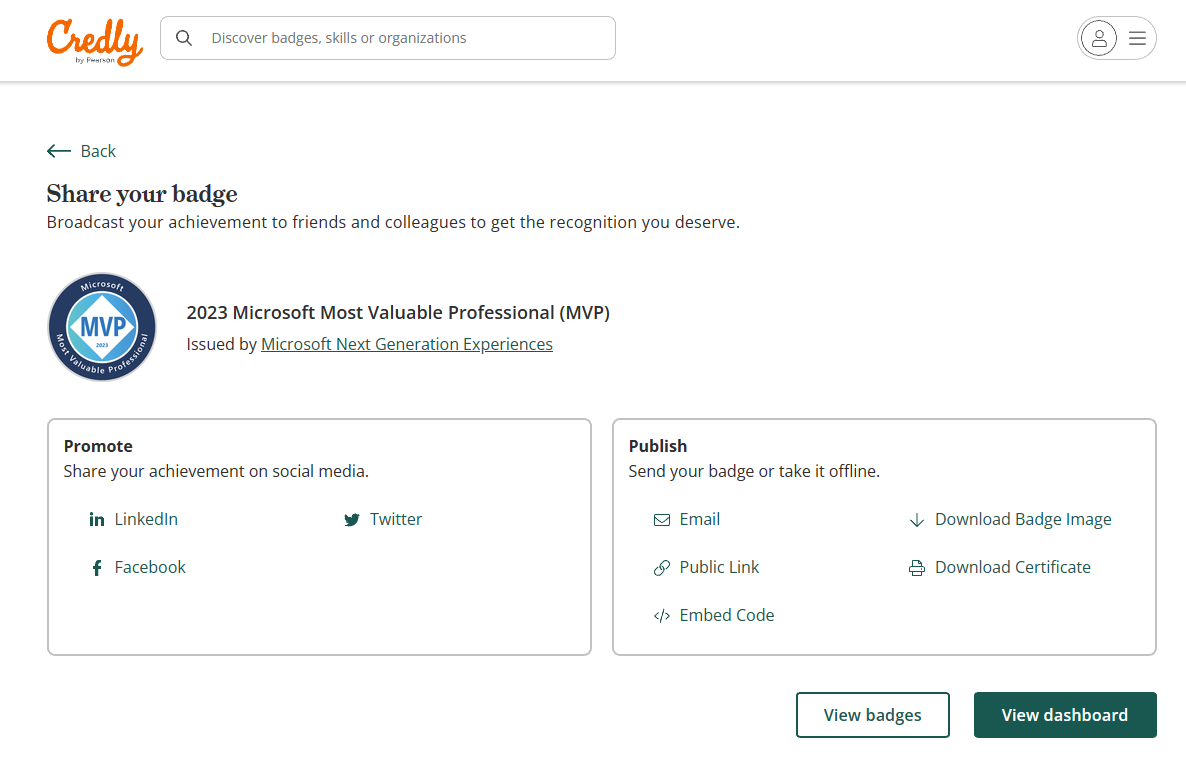 Credly
by Pearson
Discover badges, skills or organizations
Back
Share your badge
Broadcast your achievement to friends and colleagues to get the recognition you deserve.
Microsoft
MVP
2023
Most Valuable Professional
2023 Microsoft Most Valuable Professional (MVP)
Issued by Microsoft Next Generation Experiences
Promote
Share your achievement on social media.
LinkedIn
Twitter
Facebook
Publish
Send your badge or take it offline.
Email
Download Badge Image
Public Link
Download Certificate
Embed Code
View badges
View dashboard